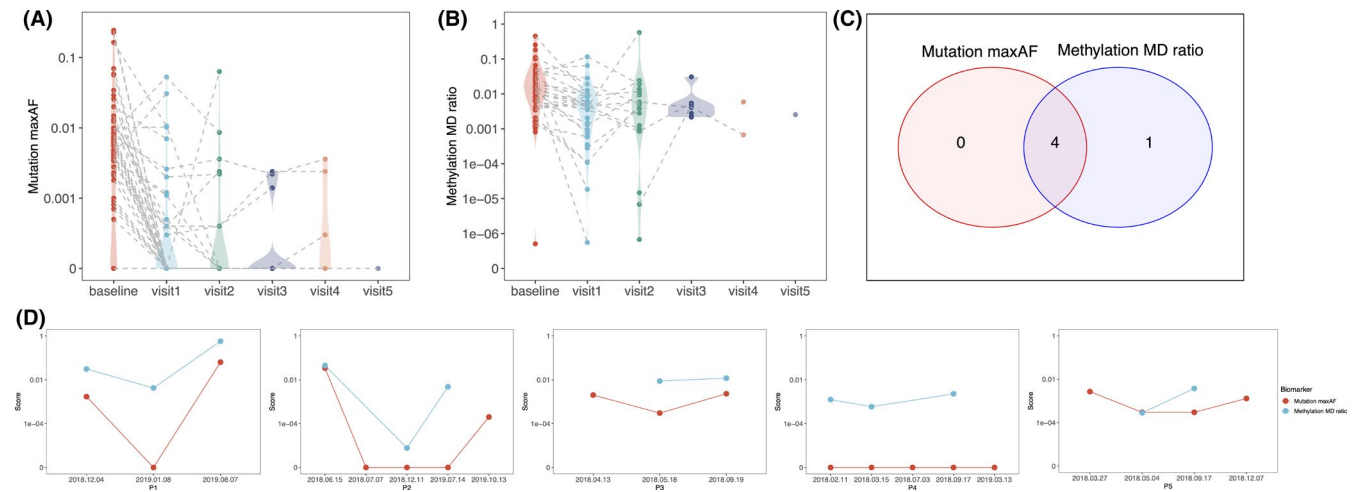 (A)
Mutation maxAF
0.1
0.01
0.001
0
baseline visit1 visit2 visit3 visit4 visit5
(B)
Methylation MD ratio
1
0.1
0.01
0.001
1e-04
1e-05
1e-06
0
baseline visit1 visit2 visit3 visit4 visit5
(C)
Mutation maxAF Methylation MD ratio
0 4 1
(D)
Score
1
0.01
1e-04
0
2018.12.04 2019.01.08 2019.08.07
P1
Score
1
0.01
1e-04
0
2018.06.15 2018.07.07 2018.12.11 2019.07.14 2019.10.13
P2
Score
1
0.01
1e-04
0
2018.04.13 2018.05.18 2018.09.19
P3
Score
1
0.01
1e-04
0
2018.02.11 2018.03.15 2018.07.03 2018.09.17 2019.03.13
P4
Score
1
0.01
1e-04
0
2018.03.27 2018.05.04 2018.09.17 2018.12.07
P5
Biomarker
Mutation maxAF
Methylation MD ratio